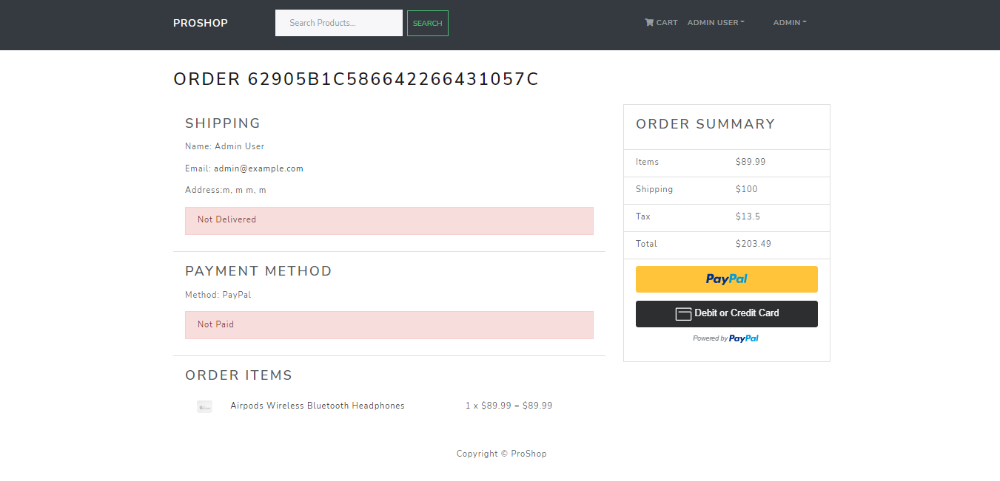 PROSHOP Search Products... SEARCH CART ADMIN USER ADMIN
ORDER 62905B1C586642266431057C
SHIPPING
Name: Admin User
Email: admin@example.com
Address:m, m m, m
Not Delivered
PAYMENT METHOD
Method: PayPal
Not Paid
ORDER ITEMS
Airpods Wireless Bluetooth Headphones 1 x $89.99 = $89.99
ORDER SUMMARY
Items $89.99
Shipping $100
Tax $13.5
Total $203.49
PayPal
Debit or Credit Card
Powered by PayPal
Copyright © ProShop